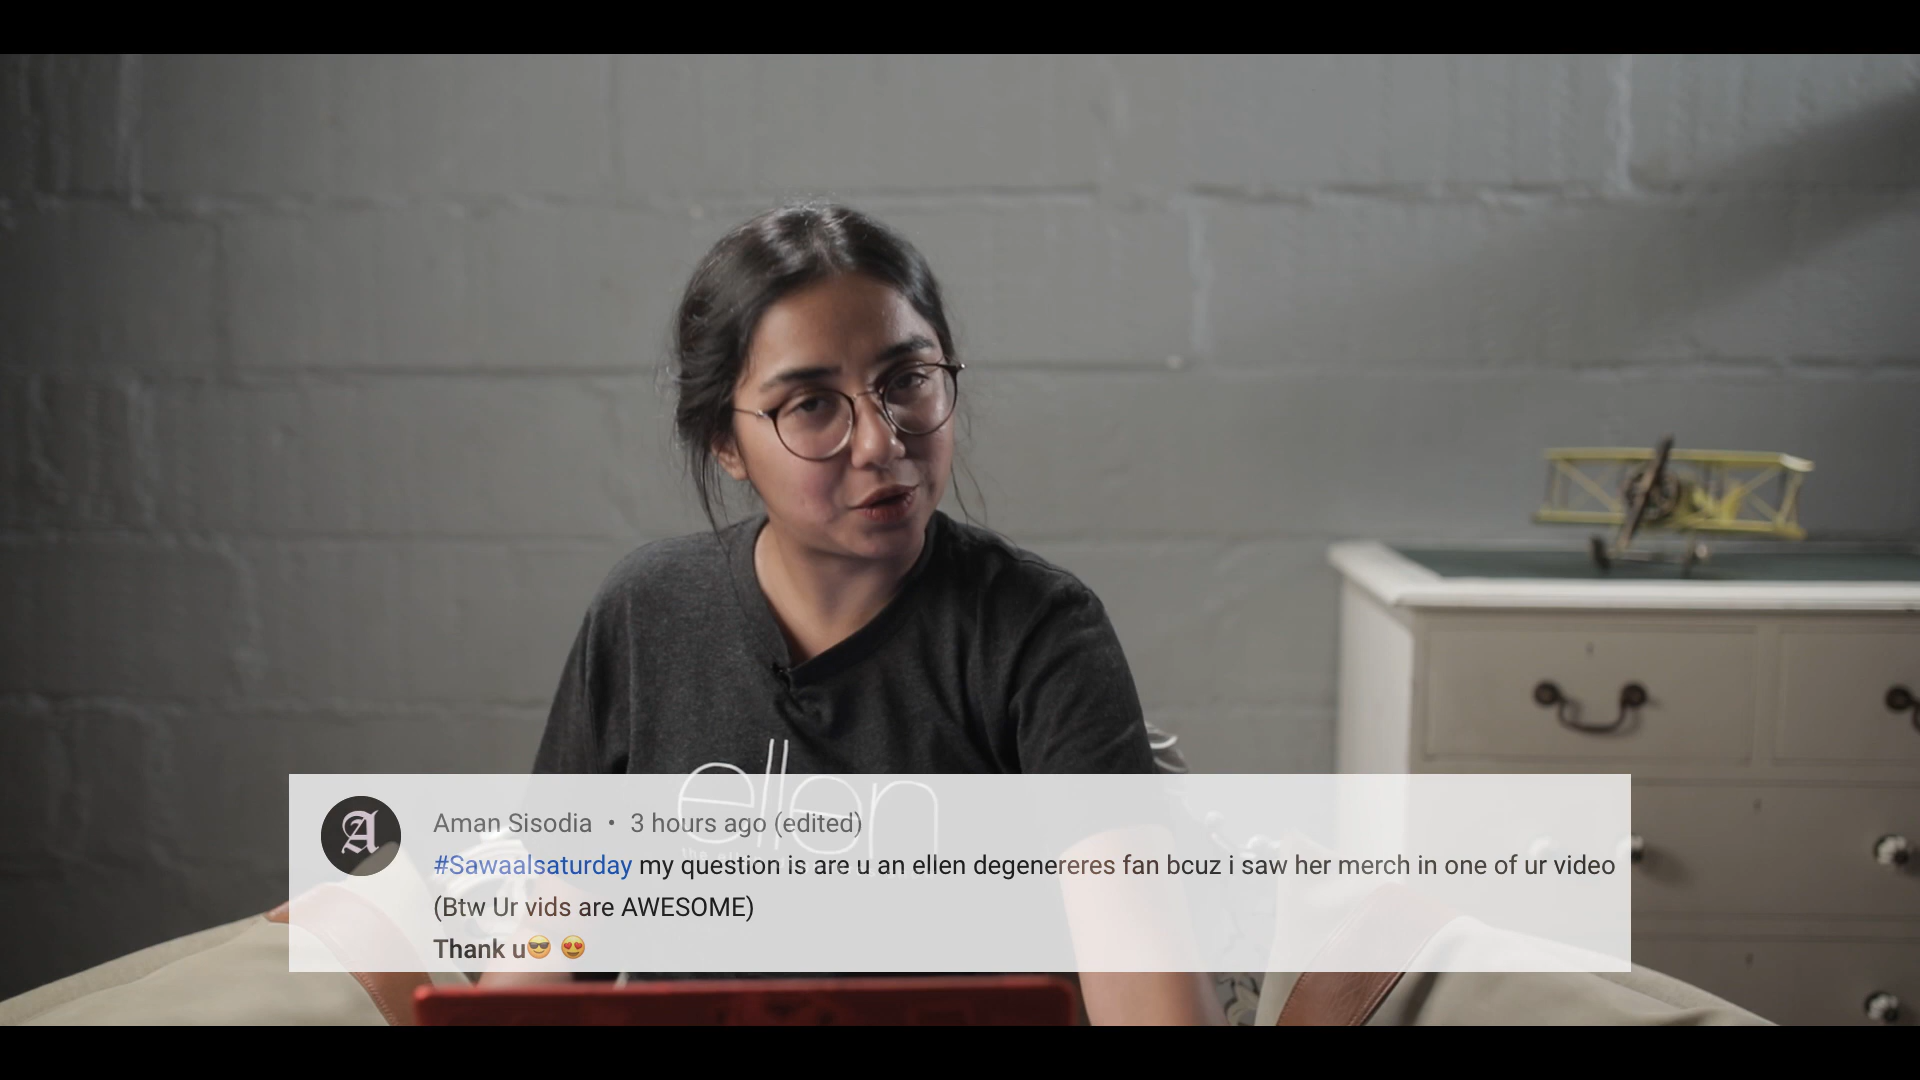 ellen
Aman Sisodia • 3 hours ago (edited)
#Sawaalsaturday my question is are u an ellen degenereres fan bcuz i saw her merch in one of ur video
(Btw Ur vids are AWESOME)
Thank u😎 😍